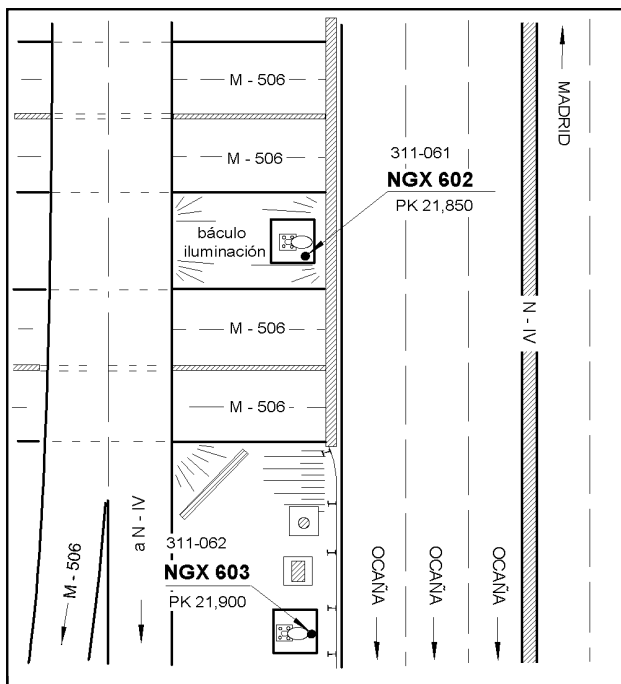 M - 506
M - 506
báculo
iluminación
311-061
NGX 602
PK 21,850
MADRID
N - IV
M - 506
M - 506
M - 506
a N - IV
311-062
NGX 603
PK 21,900
OCAÑA
OCAÑA
OCAÑA